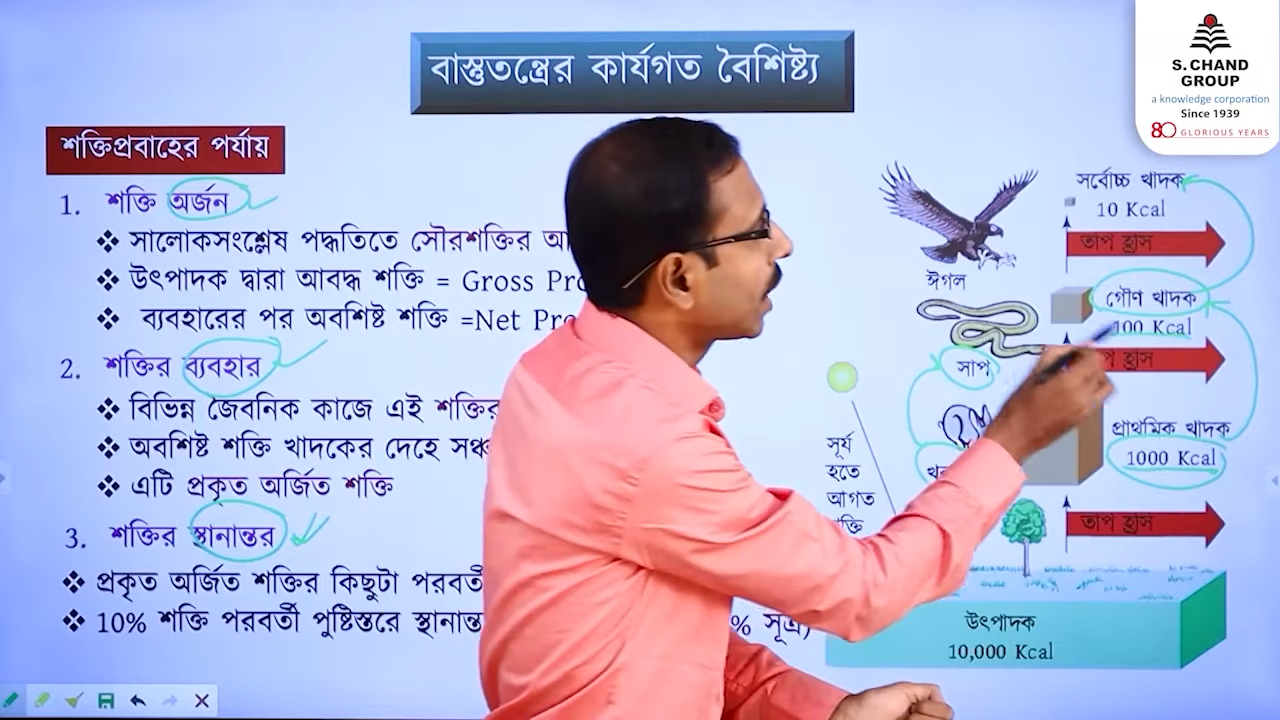 বাস্তুতন্ত্রের কার্যগত বৈশিষ্ট্য
S. CHAND
GROUP
a knowledge corporation
Since 1939
80 GLORIOUS YEARS
শক্তিপ্রবাহের পর্যায়
1. শক্তি অর্জন
❖ সালোকসংশ্লেষ পদ্ধতিতে সৌরশক্তির
❖ উৎপাদক দ্বারা আবদ্ধ শক্তি = Gross
❖ ব্যবহারের পর অবশিষ্ট শক্তি =Net
2. শক্তির ব্যবহার
❖ বিভিন্ন জৈবনিক কাজে এই শক্তির
❖ অবশিষ্ট শক্তি খাদকের দেহে
❖ এটি প্রকৃত অর্জিত শক্তি
3. শক্তির স্থানান্তর
❖ প্রকৃত অর্জিত শক্তির কিছুটা
❖ 10% শক্তি পরবর্তী পুষ্টিস্তরে % সূত্র)
সর্বোচ্চ খাদক
10 Kcal
তাপ হ্রাস
ঈগল
গৌণ খাদক
100 Kcal
সাপ
হ্রাস
প্রাথমিক খাদক
1000 Kcal
সূর্য
হতে
আগত
তাপ হ্রাস
উৎপাদক
10,000 Kcal